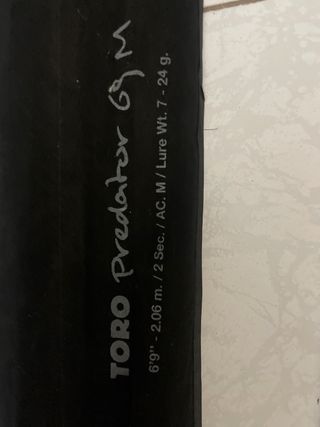 TORO Predator 69 M
6'9" - 2.06 m. / 2 Sec. / AC. M / Lure Wt. 7 - 24 g.